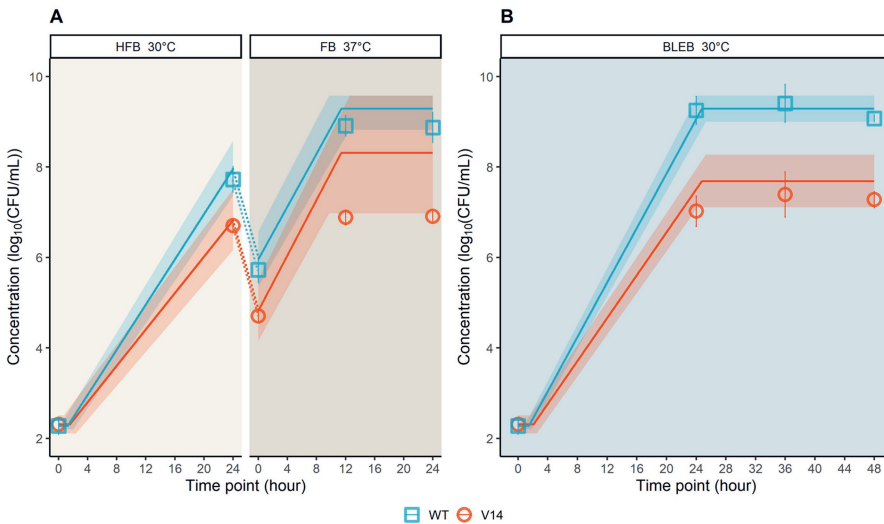 A
B
HFB 30°C
FB 37°C
BLEB 30°C
Concentration (log10(CFU/mL))
10
8
6
4
2
0 4 8 12 16 20 24
0 4 8 12 16 20 24
Time point (hour)
Concentration (log10(CFU/mL))
10
8
6
4
2
0 4 8 12 16 20 24 28 32 36 40 44 48
Time point (hour)
WT V14